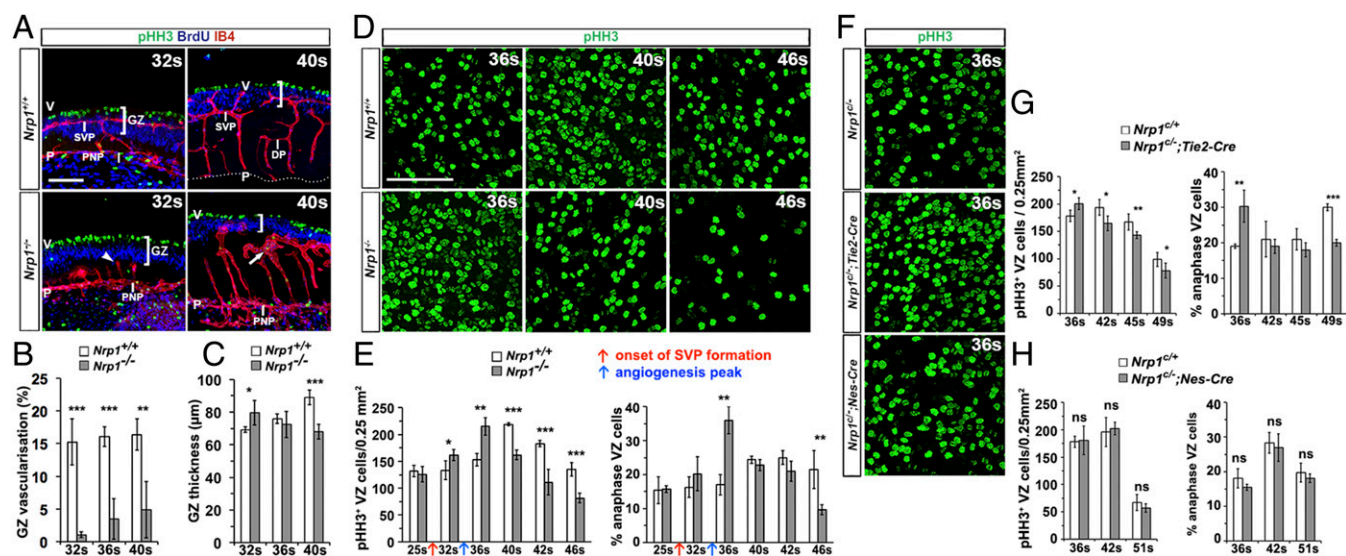 A
pHH3 BrdU IB4
Nrp1+/+
32s
V
GZ
SVP
PNP
P
40s
V
SVP
DP
P
Nrp1-/-
32s
V
GZ
P
PNP
40s
V
P
PNP
B
Nrp1+/+
Nrp1-/-
GZ vascularisation (%)
25
20
15
10
5
0
*** *** **
32s 36s 40s
C
Nrp1+/+
Nrp1-/-
GZ thickness (µm)
100
80
60
40
20
0
* ***
32s 36s 40s
D
pHH3
Nrp1+/+
36s 40s 46s
Nrp1-/-
36s 40s 46s
E
Nrp1+/+
Nrp1-/-
↑ onset of SVP formation
↑ angiogenesis peak
pHH3+ VZ cells/0.25 mm2
250
200
150
100
50
0
* ** *** *** ***
25s ↑ 32s ↑ 36s 40s 42s 46s
% anaphase VZ cells
40
30
20
10
0
** **
25s ↑ 32s ↑ 36s 40s 42s 46s
F
pHH3
Nrp1c/-
36s
Nrp1c/-;Tie2-Cre
36s
Nrp1c/-;Nes-Cre
36s
G
Nrp1c/+
Nrp1c/-;Tie2-Cre
pHH3+ VZ cells / 0.25mm2
200
150
100
50
0
* * ** *
36s 42s 45s 49s
% anaphase VZ cells
40
30
20
10
0
** ***
36s 42s 45s 49s
H
Nrp1c/+
Nrp1c/-;Nes-Cre
pHH3+ VZ cells/0.25mm2
250
200
150
100
50
0
ns ns ns
36s 42s 51s
% anaphase VZ cells
40
30
20
10
0
ns ns ns
36s 42s 51s